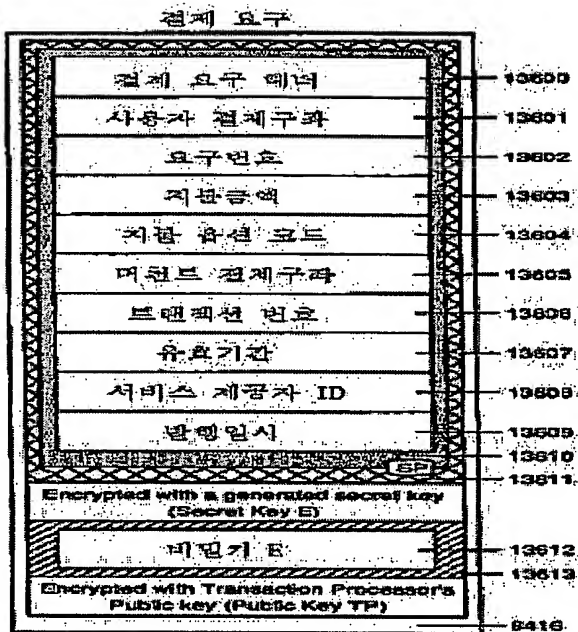 결제 요구
결제 요구 헤더 13600
사용자 결제구좌 13601
요구번호 13602
지불금액 13603
지불 옵션 코드 13604
머천트 결제구좌 13605
트랜잭션 번호 13606
유효기간 13607
서비스 제공자 ID 13608
발행일시 13609
13610
SP 13611
Encrypted with a generated secret key
(Secret Key E)
비밀키 E 13612
13613
Encrypted with Transaction Processor's
Public key (Public Key TP)
9416